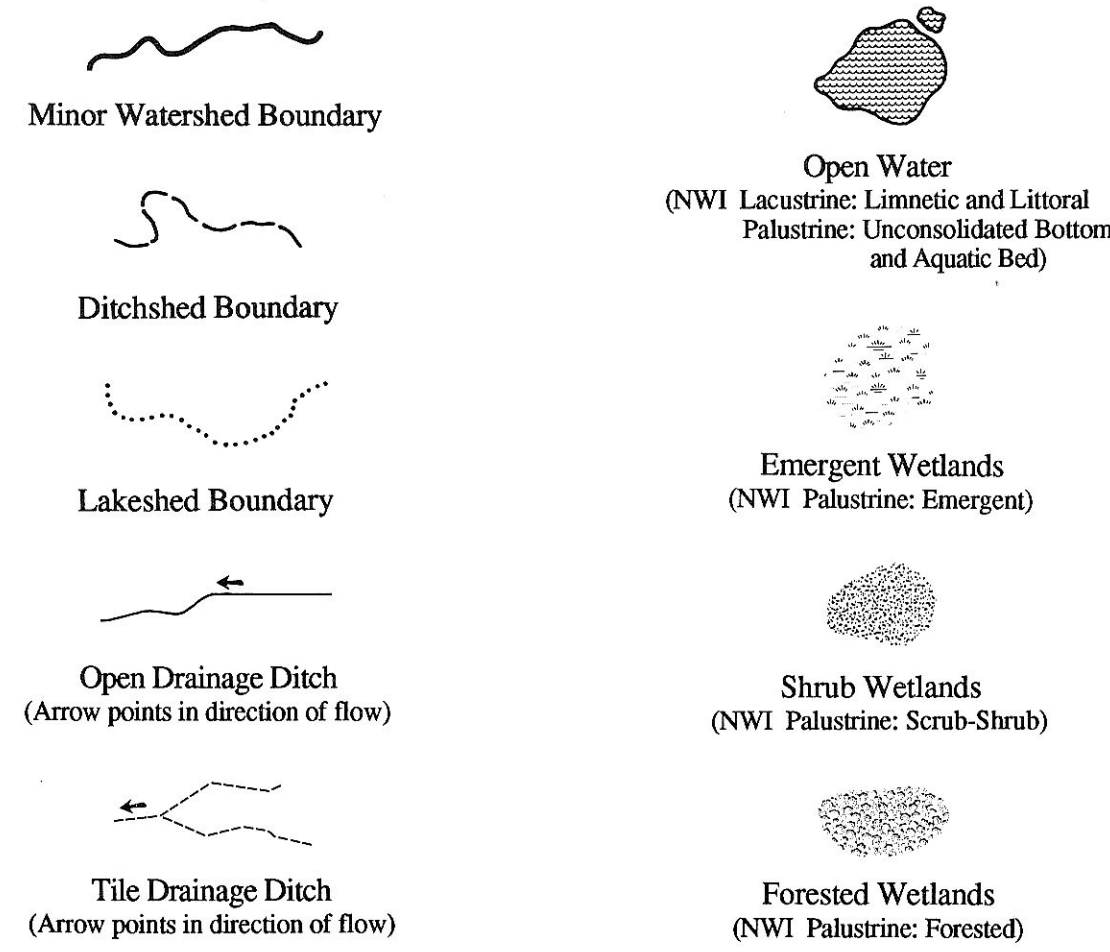 Minor Watershed Boundary
Ditchshed Boundary
Lakeshed Boundary
Open Drainage Ditch
(Arrow points in direction of flow)
Tile Drainage Ditch
(Arrow points in direction of flow)
Open Water
(NWI Lacustrine: Limnetic and Littoral
Palustrine: Unconsolidated Bottom
and Aquatic Bed)
Emergent Wetlands
(NWI Palustrine: Emergent)
Shrub Wetlands
(NWI Palustrine: Scrub-Shrub)
Forested Wetlands
(NWI Palustrine: Forested)